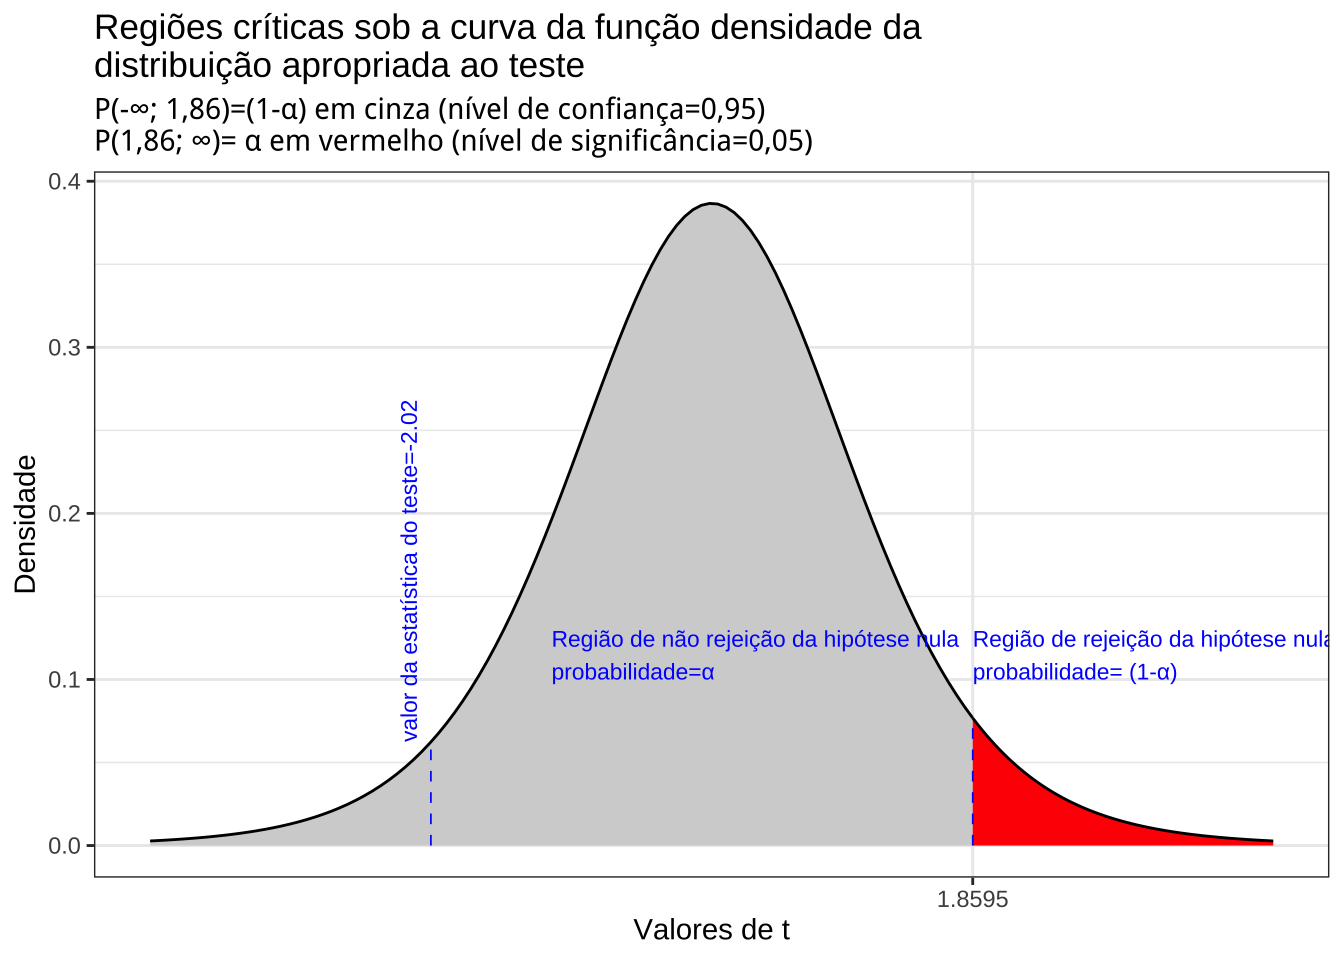 Regiões críticas sob a curva da função densidade da
distribuição apropriada ao teste
P(-∞; 1,86)=(1-α) em cinza (nível de confiança=0,95)
P(1,86; ∞)= α em vermelho (nível de significância=0,05)
0.4
0.3
0.2
0.1
0.0
Densidade
valor da estatística do teste=-2.02
Região de não rejeição da hipótese nula
probabilidade=α
Região de rejeição da hipótese nula
probabilidade= (1-α)
1.8595
Valores de t